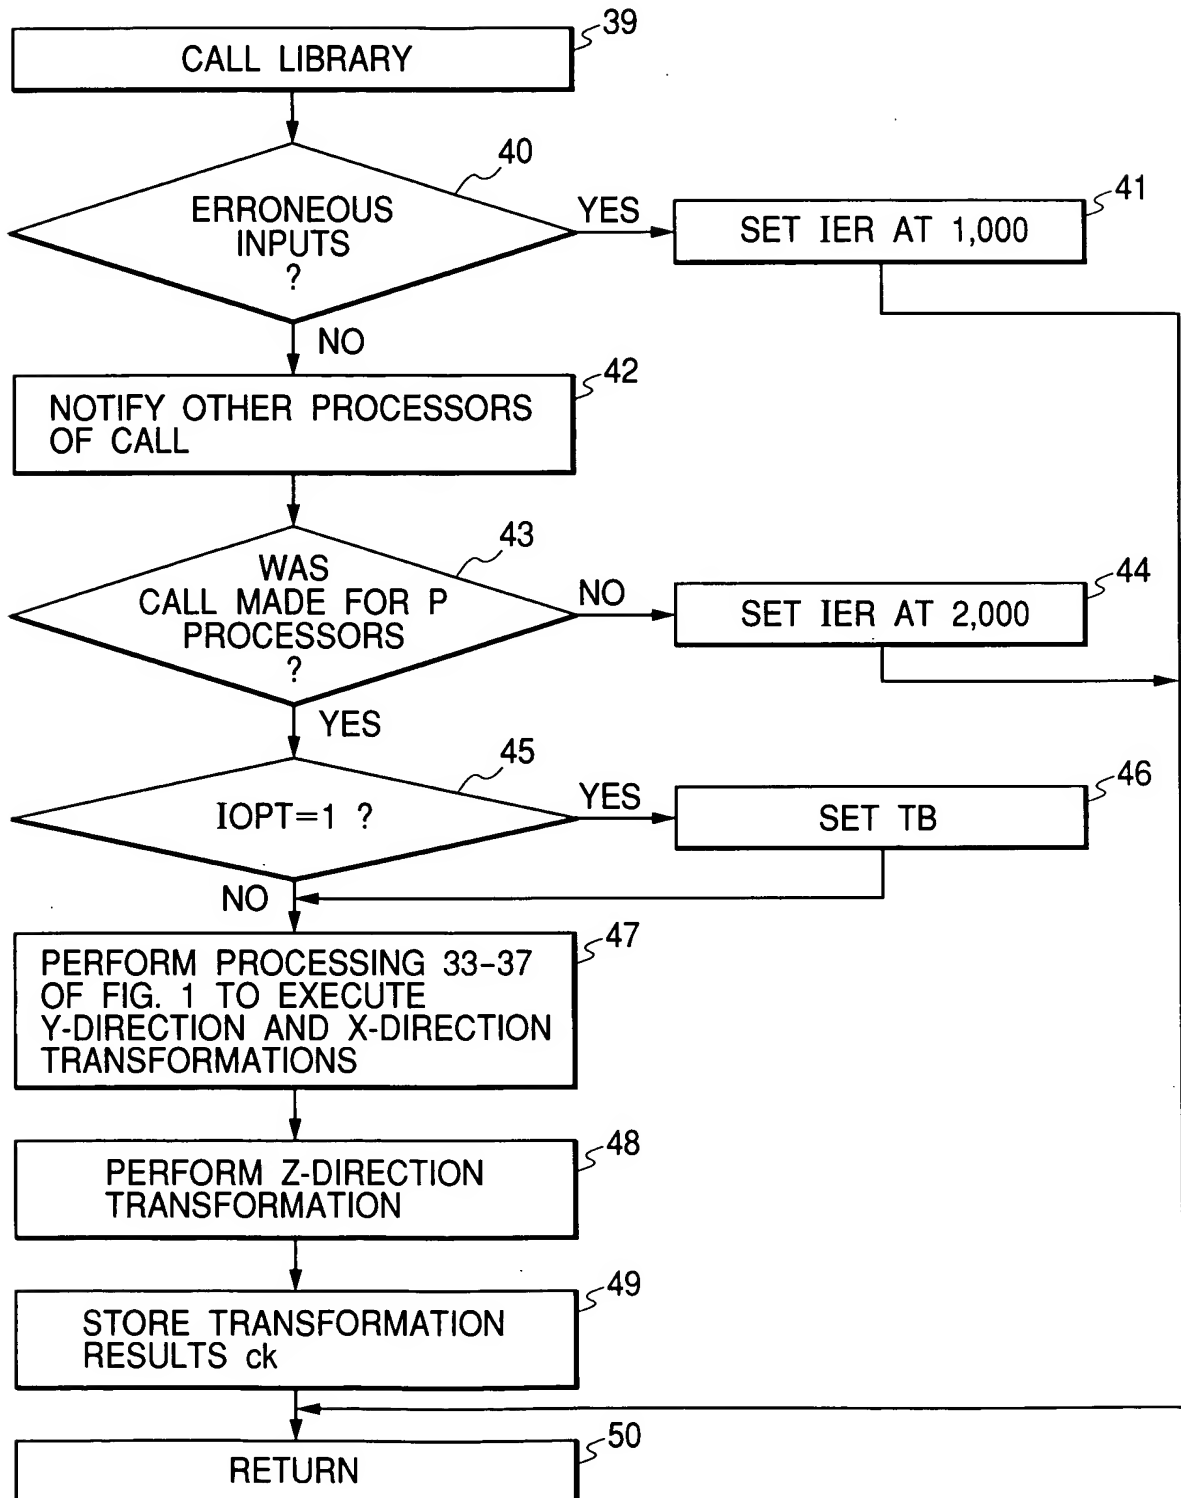 39
CALL LIBRARY
40
ERRONEOUS
INPUTS
?
YES
41
SET IER AT 1,000
NO
42
NOTIFY OTHER PROCESSORS
OF CALL
43
WAS
CALL MADE FOR P
PROCESSORS
?
NO
44
SET IER AT 2,000
YES
45
IOPT=1 ?
YES
46
SET TB
NO
47
PERFORM PROCESSING 33-37
OF FIG. 1 TO EXECUTE
Y-DIRECTION AND X-DIRECTION
TRANSFORMATIONS
48
PERFORM Z-DIRECTION
TRANSFORMATION
49
STORE TRANSFORMATION
RESULTS ck
50
RETURN